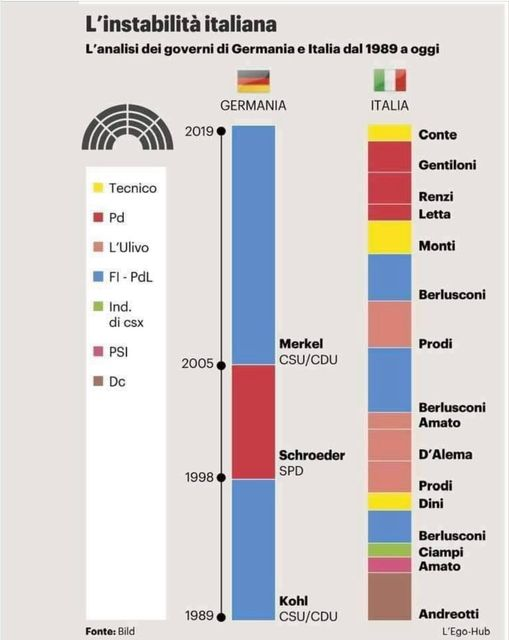 L'instabilità italiana
L'analisi dei governi di Germania e Italia dal 1989 a oggi
GERMANIA
ITALIA
2019
Tecnico
Pd
L'Ulivo
FI - PdL
Ind.
di csx
PSI
Dc
2005
1998
1989
Merkel
CSU/CDU
Schroeder
SPD
Kohl
CSU/CDU
Conte
Gentiloni
Renzi
Letta
Monti
Berlusconi
Prodi
Berlusconi
Amato
D'Alema
Prodi
Dini
Berlusconi
Ciampi
Amato
Andreotti
Fonte: Bild
L'Ego-Hub